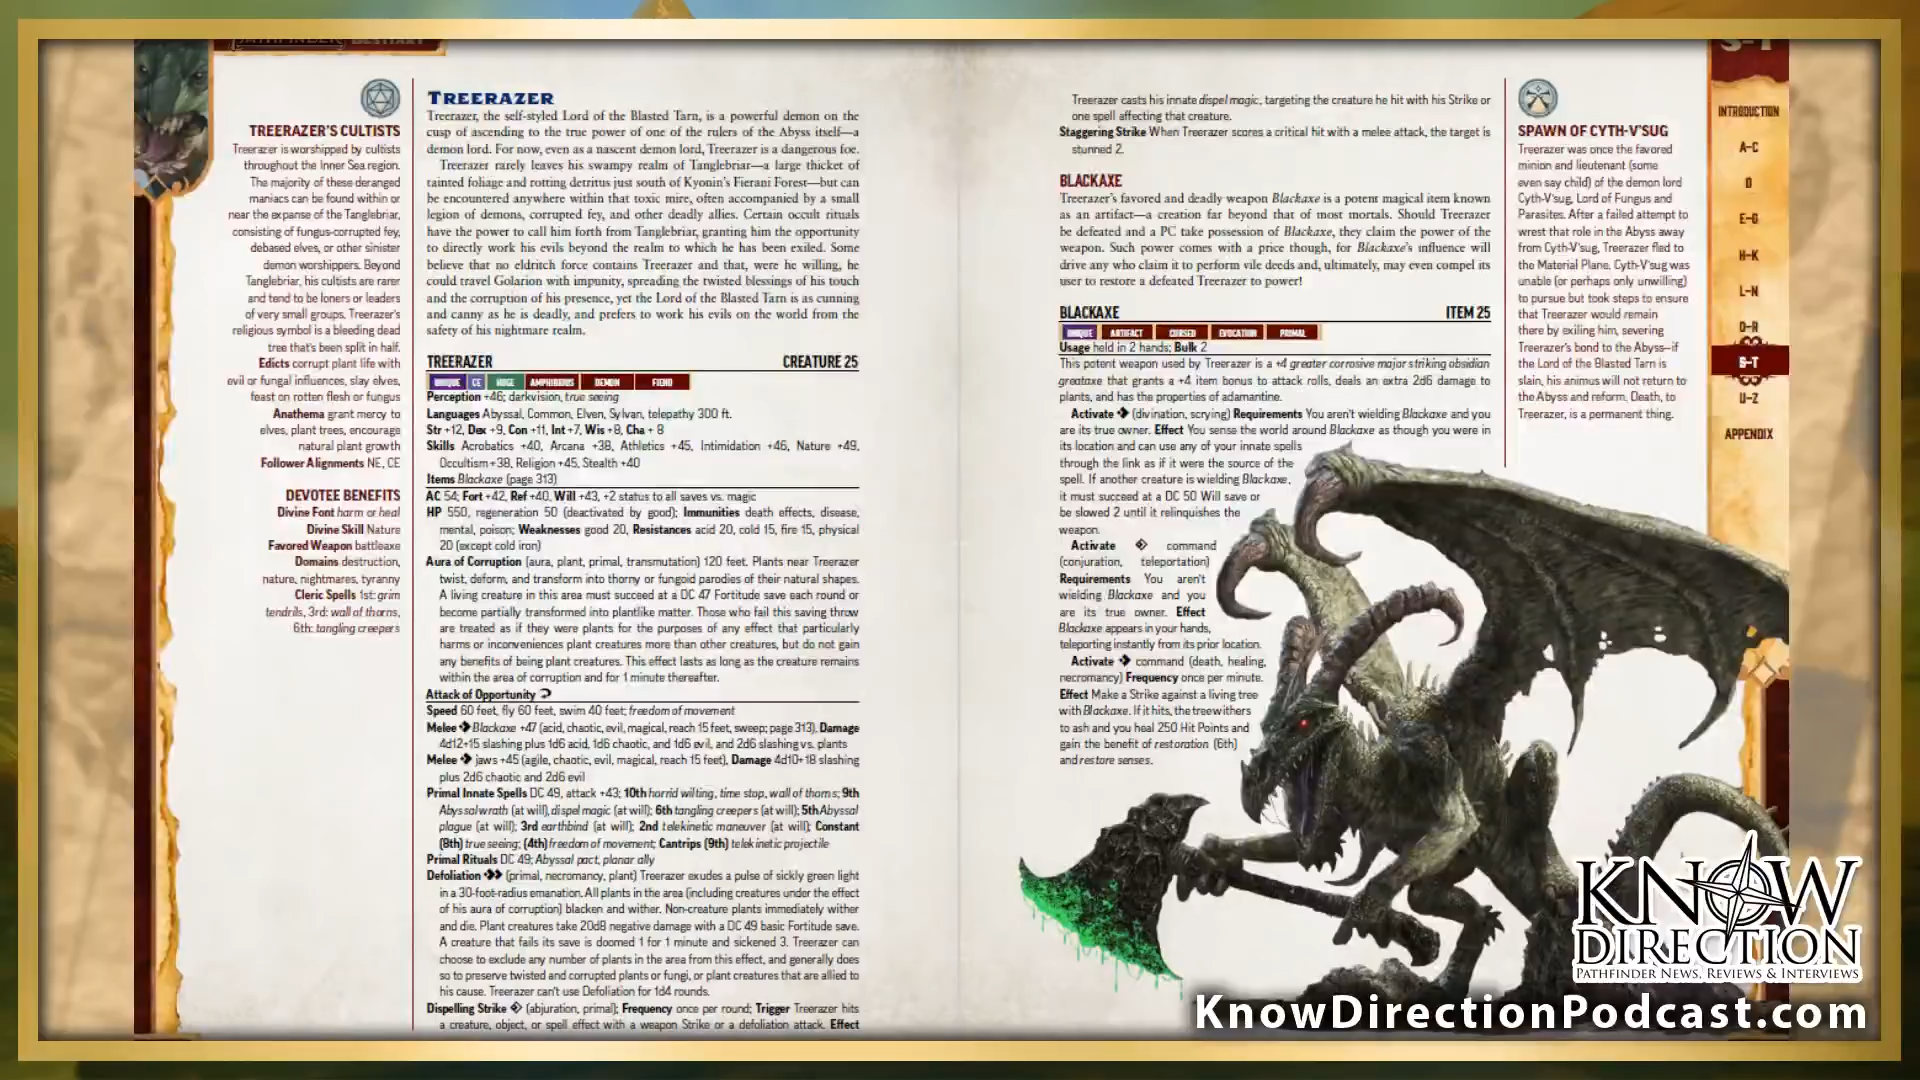 PATHFINDER BESTIARY
TREERAZER'S CULTISTS
Treerazer is worshipped by cultists
throughout the Inner Sea region.
The majority of these deranged
maniacs can be found within or
near the expanse of the Tanglebriar,
consisting of fungus-corrupted fey,
debased elves, or other sinister
demon worshippers. Beyond
Tanglebriar, his cultists are rarer
and tend to be loners or leaders
of very small groups. Treerazer's
religious symbol is a bleeding dead
tree that's been split in half.
Edicts corrupt plant life with
evil or fungal influences, slay elves,
feast on rotten flesh or fungus
Anathema grant mercy to
elves, plant trees, encourage
natural plant growth
Follower Alignments NE, CE
DEVOTEE BENEFITS
Divine Font harm or heal
Divine Skill Nature
Favored Weapon battleaxe
Domains destruction,
nature, nightmares, tyranny
Cleric Spells 1st: grim
tendrils, 3rd: wall of thorns,
6th: tangling creepers
TREERAZER
Treerazer, the self-styled Lord of the Blasted Tarn, is a powerful demon on the
cusp of ascending to the true power of one of the rulers of the Abyss itself—a
demon lord. For now, even as a nascent demon lord, Treerazer is a dangerous foe.
Treerazer rarely leaves his swampy realm of Tanglebriar—a large thicket of
tainted foliage and rotting detritus just south of Kyonin's Fierani Forest—but can
be encountered anywhere within that toxic mire, often accompanied by a small
legion of demons, corrupted fey, and other deadly allies. Certain occult rituals
have the power to call him forth from Tanglebriar, granting him the opportunity
to directly work his evils beyond the realm to which he has been exiled. Some
believe that no eldritch force contains Treerazer and that, were he willing, he
could travel Golarion with impunity, spreading the twisted blessings of his touch
and the corruption of his presence, yet the Lord of the Blasted Tarn is as cunning
and canny as he is deadly, and prefers to work his evils on the world from the
safety of his nightmare realm.
TREERAZER CREATURE 25
UNIQUE CE HUGE AMPHIBIOUS DEMON FIEND
Perception +46; darkvision, true seeing
Languages Abyssal, Common, Elven, Sylvan, telepathy 300 ft.
Str +12, Dex +9, Con +11, Int +7, Wis +8, Cha + 8
Skills Acrobatics +40, Arcana +38, Athletics +45, Intimidation +46, Nature +49,
Occultism +38, Religion +45, Stealth +40
Items Blackaxe (page 313)
AC 54; Fort +42, Ref +40, Will +43, +2 status to all saves vs. magic
HP 550, regeneration 50 (deactivated by good); Immunities death effects, disease,
mental, poison; Weaknesses good 20, Resistances acid 20, cold 15, fire 15, physical
20 (except cold iron)
Aura of Corruption (aura, plant, primal, transmutation) 120 feet. Plants near Treerazer
twist, deform, and transform into thorny or fungoid parodies of their natural shapes.
A living creature in this area must succeed at a DC 47 Fortitude save each round or
become partially transformed into plantlike matter. Those who fail this saving throw
are treated as if they were plants for the purposes of any effect that particularly
harms or inconveniences plant creatures more than other creatures, but do not gain
any benefits of being plant creatures. This effect lasts as long as the creature remains
within the area of corruption and for 1 minute thereafter.
Attack of Opportunity
Speed 60 feet, fly 60 feet, swim 40 feet; freedom of movement
Melee Blackaxe +47 (acid, chaotic, evil, magical, reach 15 feet, sweep; page 313), Damage
4d12+15 slashing plus 1d6 acid, 1d6 chaotic, and 1d6 evil, and 2d6 slashing vs. plants
Melee jaws +45 (agile, chaotic, evil, magical, reach 15 feet), Damage 4d10+18 slashing
plus 2d6 chaotic and 2d6 evil
Primal Innate Spells DC 49, attack +43; 10th horrid wilting, time stop, wall of thorns; 9th
Abyssal wrath (at will), dispel magic (at will); 6th tangling creepers (at will); 5th Abyssal
plague (at will); 3rd earthbind (at will); 2nd telekinetic maneuver (at will); Constant
(8th) true seeing; (4th) freedom of movement; Cantrips (9th) telekinetic projectile
Primal Rituals DC 49; Abyssal pact, planar ally
Defoliation (primal, necromancy, plant) Treerazer exudes a pulse of sickly green light
in a 30-foot-radius emanation. All plants in the area (including creatures under the effect
of his aura of corruption) blacken and wither. Non-creature plants immediately wither
and die. Plant creatures take 20d8 negative damage with a DC 49 basic Fortitude save.
A creature that fails its save is doomed 1 for 1 minute and sickened 3. Treerazer can
choose to exclude any number of plants in the area from this effect, and generally does
so to preserve twisted and corrupted plants or fungi, or plant creatures that are allied to
his cause. Treerazer can't use Defoliation for 1d4 rounds.
Dispelling Strike (abjuration, primal); Frequency once per round; Trigger Treerazer hits
a creature, object, or spell effect with a weapon Strike or a defoliation attack. Effect
Treerazer casts his innate dispel magic, targeting the creature he hit with his Strike or
one spell affecting that creature.
Staggering Strike When Treerazer scores a critical hit with a melee attack, the target is
stunned 2.
BLACKAXE
Treerazer's favored and deadly weapon Blackaxe is a potent magical item known
as an artifact—a creation far beyond that of most mortals. Should Treerazer
be defeated and a PC take possession of Blackaxe, they claim the power of the
weapon. Such power comes with a price though, for Blackaxe's influence will
drive any who claim it to perform vile deeds and, ultimately, may even compel its
user to restore a defeated Treerazer to power!
BLACKAXE ITEM 25
UNIQUE ARTIFACT CURSED EVOCATION PRIMAL
Usage held in 2 hands; Bulk 2
This potent weapon used by Treerazer is a +4 greater corrosive major striking obsidian
greataxe that grants a +4 item bonus to attack rolls, deals an extra 2d6 damage to
plants, and has the properties of adamantine.
Activate (divination, scrying) Requirements You aren't wielding Blackaxe and you
are its true owner. Effect You sense the world around Blackaxe as though you were in
its location and can use any of your innate spells
through the link as if it were the source of the
spell. If another creature is wielding Blackaxe,
it must succeed at a DC 50 Will save or
be slowed 2 until it relinquishes the
weapon.
Activate command
(conjuration, teleportation)
Requirements You aren't
wielding Blackaxe and you
are its true owner. Effect
Blackaxe appears in your hands,
teleporting instantly from its prior location.
Activate command (death, healing,
necromancy) Frequency once per minute.
Effect Make a Strike against a living tree
with Blackaxe. If it hits, the tree withers
to ash and you heal 250 Hit Points and
gain the benefit of restoration (6th)
and restore senses.
SPAWN OF CYTH-V'SUG
Treerazer was once the favored
minion and lieutenant (some
even say child) of the demon lord
Cyth-V'sug, Lord of Fungus and
Parasites. After a failed attempt to
wrest that role in the Abyss away
from Cyth-V'sug, Treerazer fled to
the Material Plane. Cyth-V'sug was
unable (or perhaps only unwilling)
to pursue but took steps to ensure
that Treerazer would remain
there by exiling him, severing
Treerazer's bond to the Abyss—if
the Lord of the Blasted Tarn is
slain, his animus will not return to
the Abyss and reform. Death, to
Treerazer, is a permanent thing.
S-T
INTRODUCTION
A-C
D
E-G
H-K
L-N
O-R
S-T
U-Z
APPENDIX
KNOW
DIRECTION
PATHFINDER NEWS, REVIEWS & INTERVIEWS
KnowDirectionPodcast.com